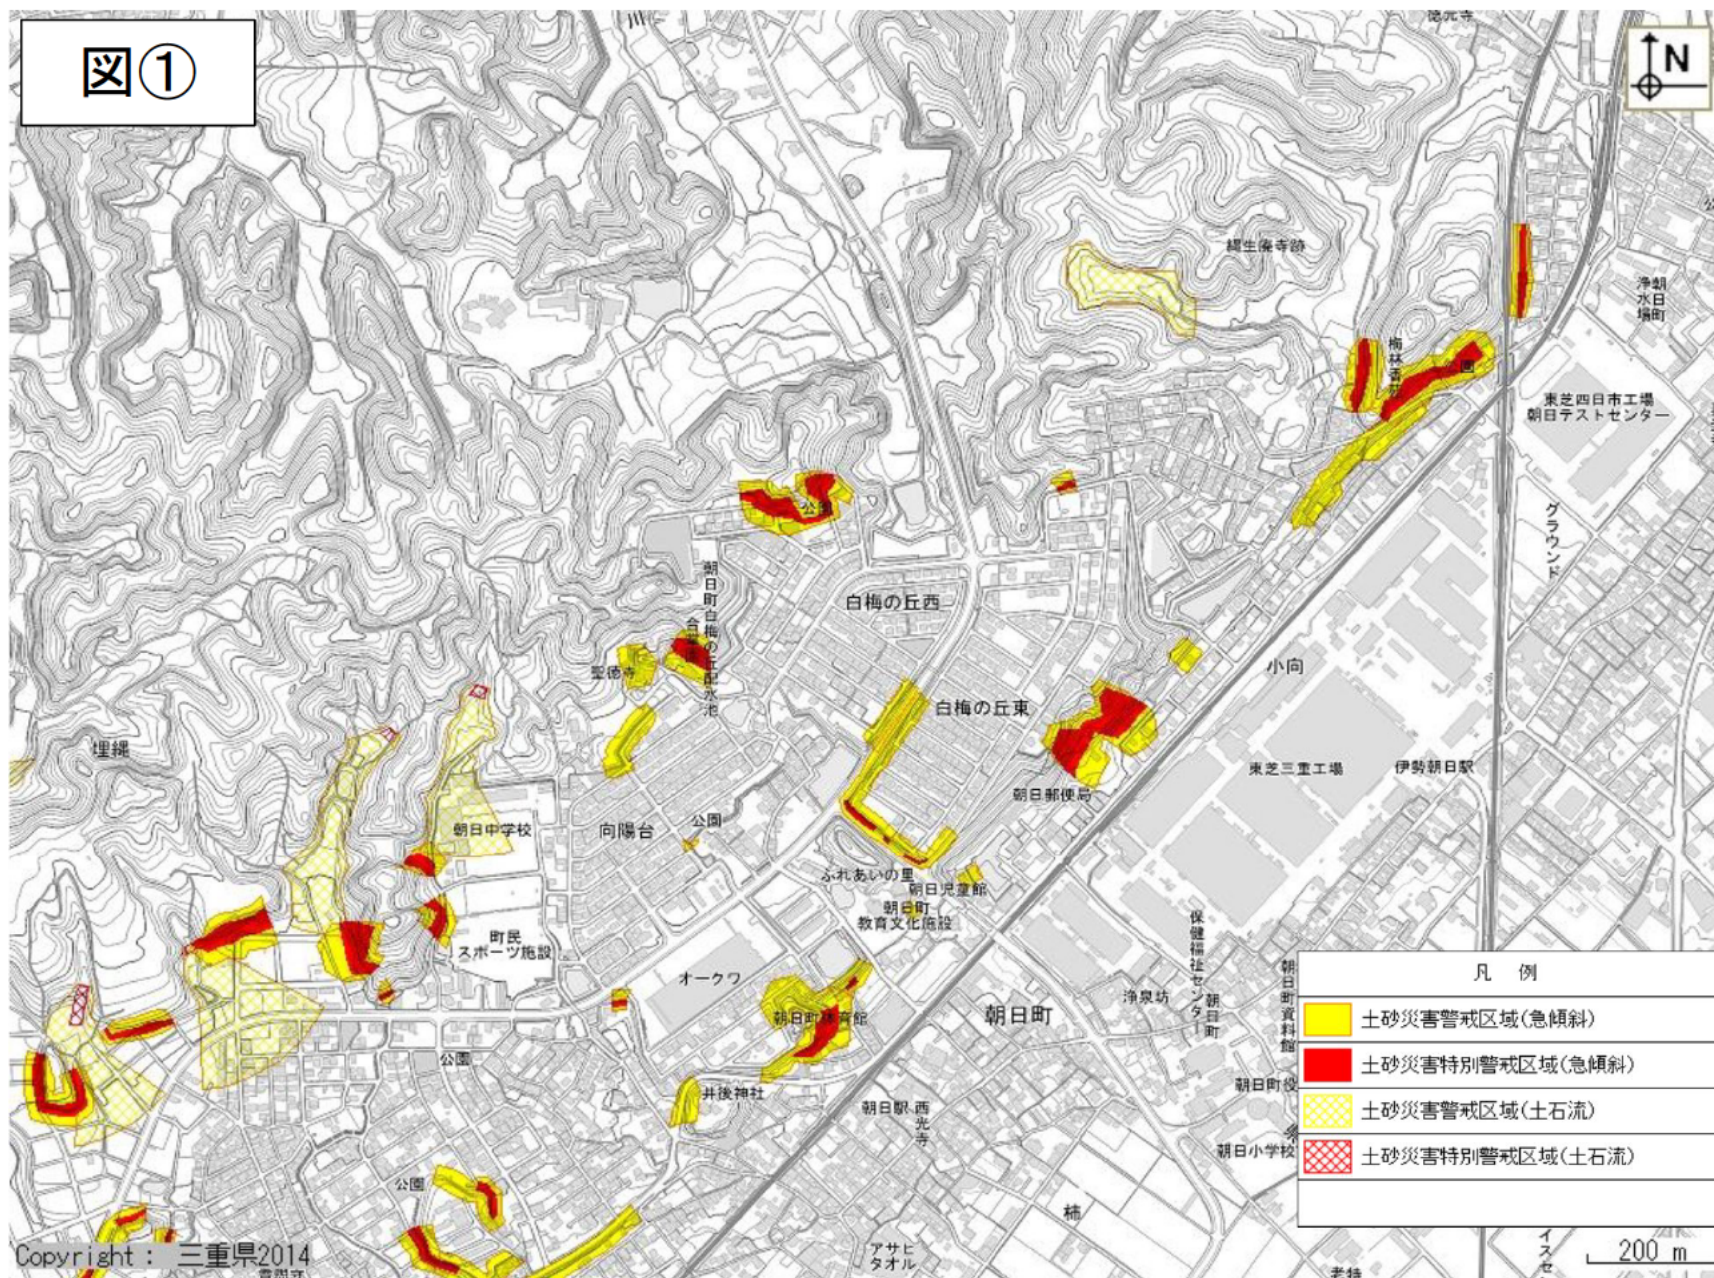 図①
徳元寺
N
縄生廃寺跡
朝日町
浄水場
公園
東芝四日市工場
朝日テストセンター
グラウンド
公園
朝日町白梅の丘配水池
白梅の丘西
聖徳寺
小向
白梅の丘東
埋縄
東芝三重工場
伊勢朝日駅
朝日郵便局
朝日中学校
向陽台
公園
ふれあいの里
朝日児童館
朝日町
教育文化施設
町民
スポーツ施設
オークワ
保健福祉センター
朝日町
朝日町資料館
浄泉坊
朝日町
朝日町体育館
公園
井後神社
朝日駅
西光寺
朝日町役
朝日小学校
公園
柿
アサヒ
タオル
凡 例
土砂災害警戒区域(急傾斜)
土砂災害特別警戒区域(急傾斜)
土砂災害警戒区域(土石流)
土砂災害特別警戒区域(土石流)
200 m
Copyright : 三重県2014